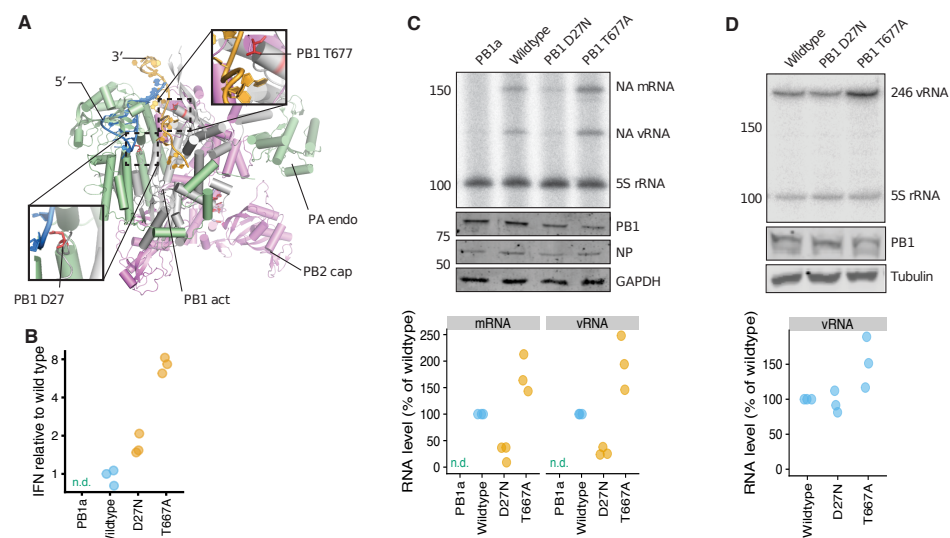 A
3′
5′
PB1 T677
PA endo
PB2 cap
PB1 D27
PB1 act
B
IFN relative to wild type
8
4
2
1
n.d.
PB1a
Wildtype
D27N
T667A
C
PB1a
Wildtype
PB1 D27N
PB1 T677A
150
100
75
50
NA mRNA
NA vRNA
5S rRNA
PB1
NP
GAPDH
RNA level (% of wildtype)
mRNA
vRNA
250
200
150
100
50
0
n.d.
n.d.
PB1a
Wildtype
D27N
T667A
PB1a
Wildtype
D27N
T667A
D
Wildtype
PB1 D27N
PB1 T677A
150
100
246 vRNA
5S rRNA
PB1
Tubulin
RNA level (% of wildtype)
vRNA
150
100
50
0
Wildtype
D27N
T667A